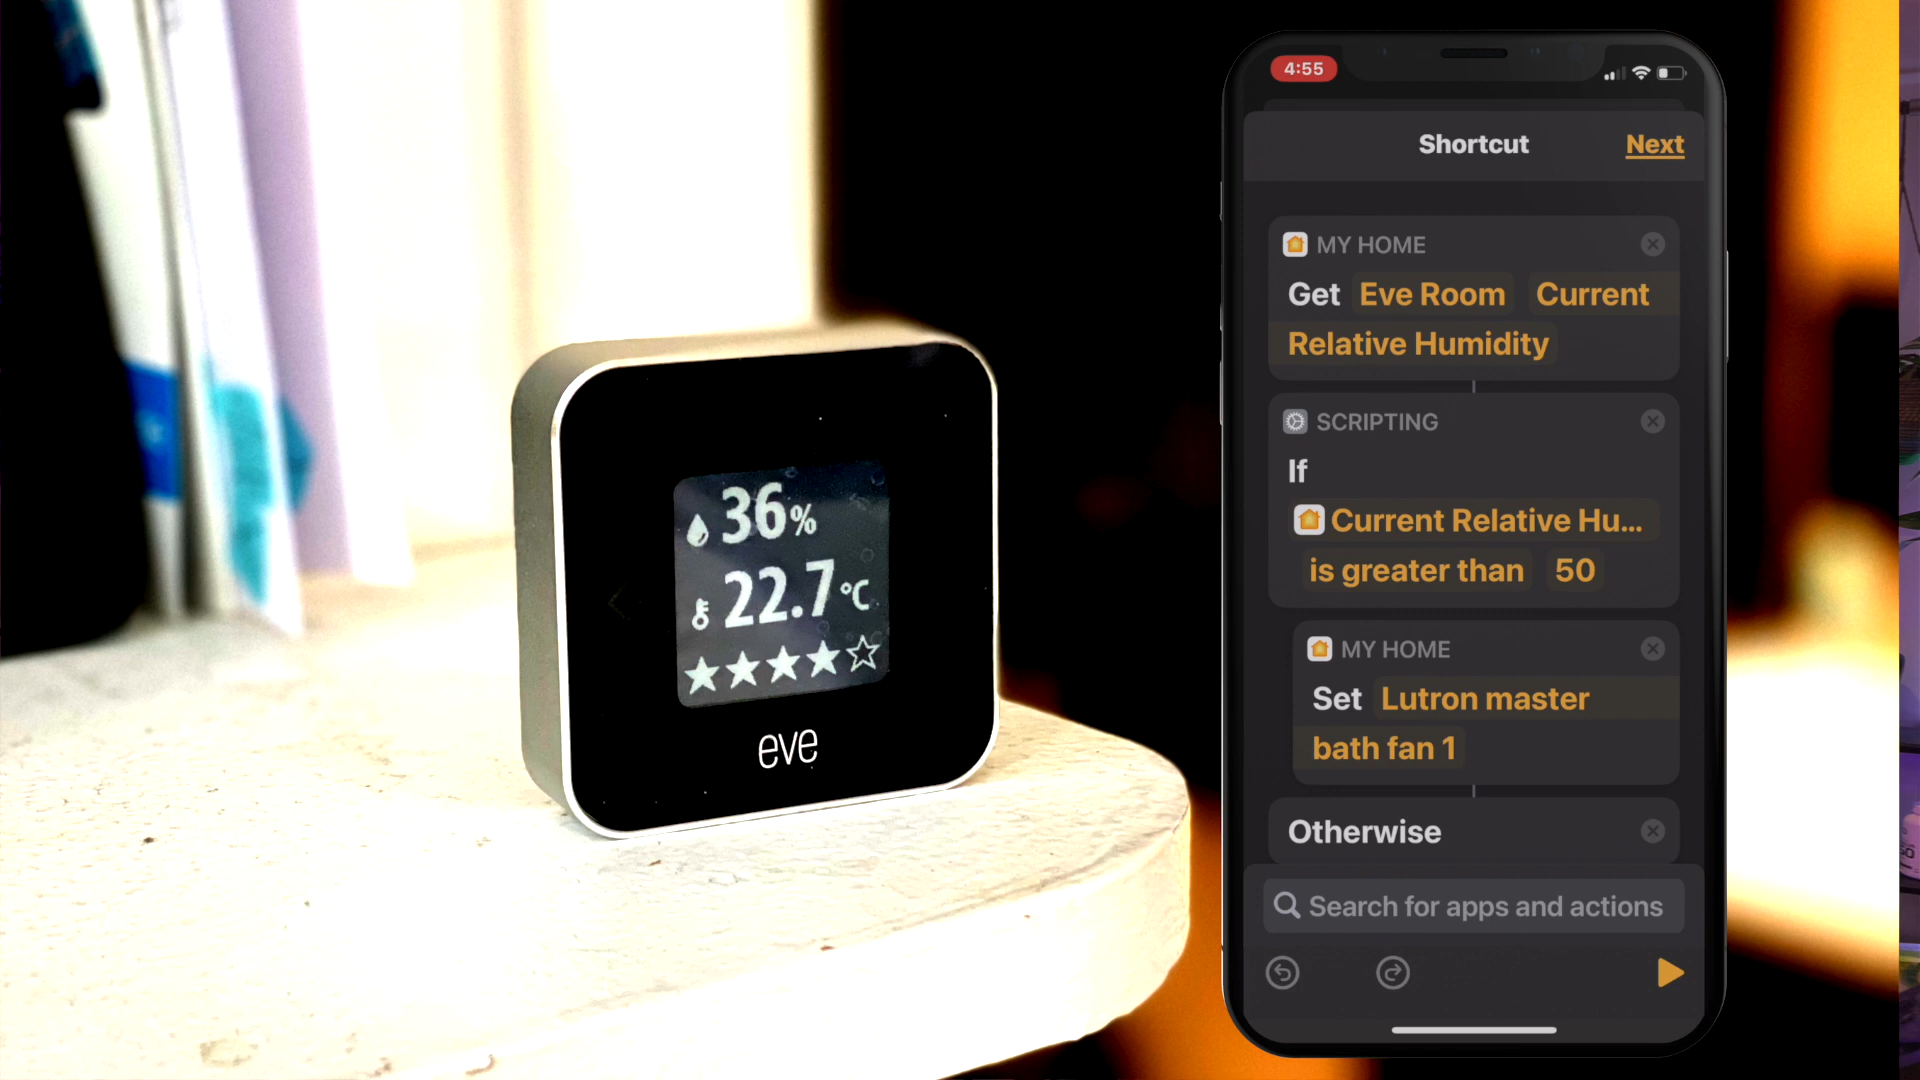 36%
22.7°C
eve
4:55
Shortcut
Next
MY HOME
Get Eve Room Current
Relative Humidity
SCRIPTING
If
Current Relative Hu...
is greater than 50
MY HOME
Set Lutron master
bath fan 1
Otherwise
Search for apps and actions